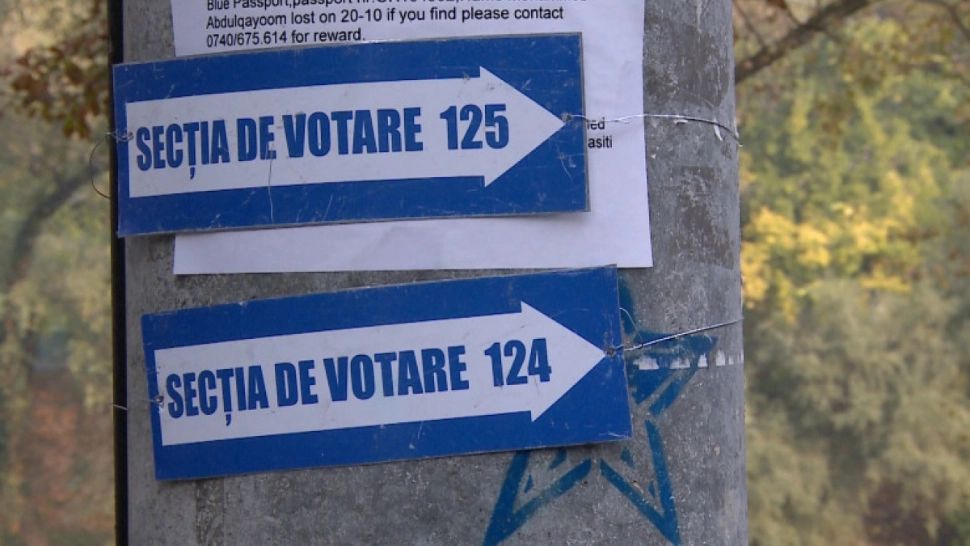 Blue Passport,passport
Abdulqayoom lost on 20-10 if you find please contact
0740/675.614 for reward.
SECȚIA DE VOTARE 125
SECȚIA DE VOTARE 124